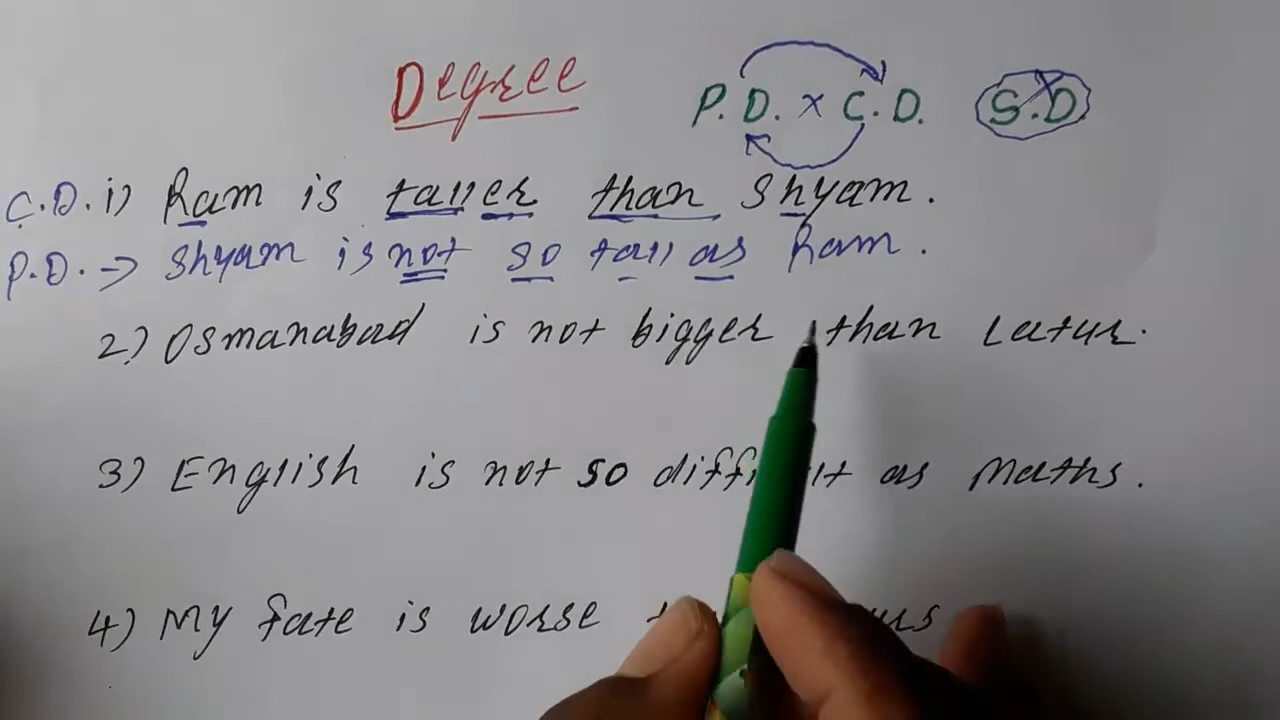 Degree
P.D. x C.D. S.D.
C.D. 1) Ram is taller than Shyam.
P.D. -> Shyam is not so tall as Ram.
2) Osmanabad is not bigger than Latur.
3) English is not so as Maths.
4) My fate is worse